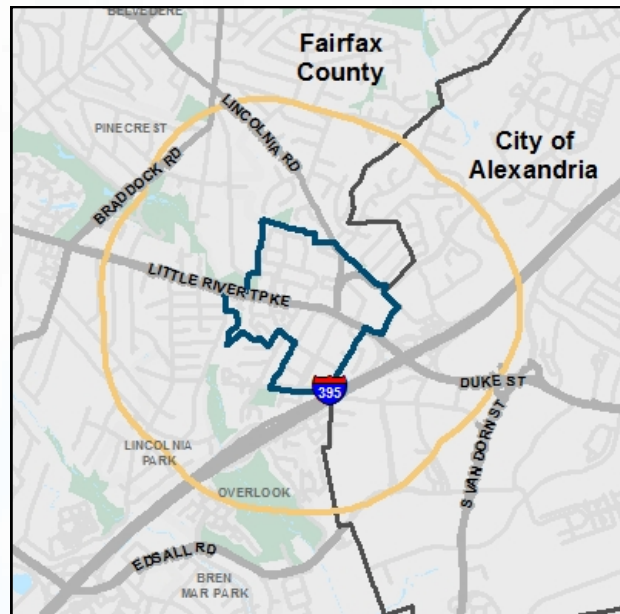 BELVEDERE
Fairfax
County
LINCOLNIA RD
PINECREST
City of
Alexandria
BRADDOCK RD
LITTLE RIVER TPKE
DUKE ST
395
S VAN DORN ST
LINCOLNIA
PARK
OVERLOOK
EDSALL RD
BREN
MAR PARK